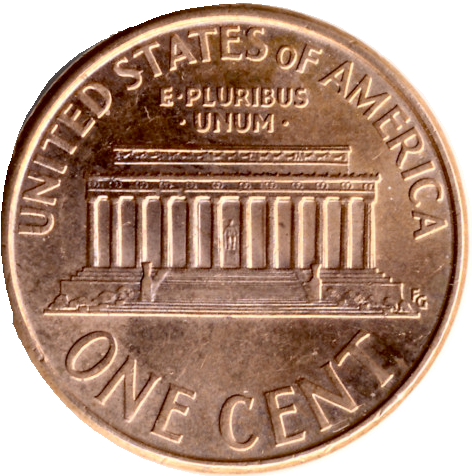 UNITED STATES OF AMERICA
E·PLURIBUS
·UNUM·
FG
ONE CENT